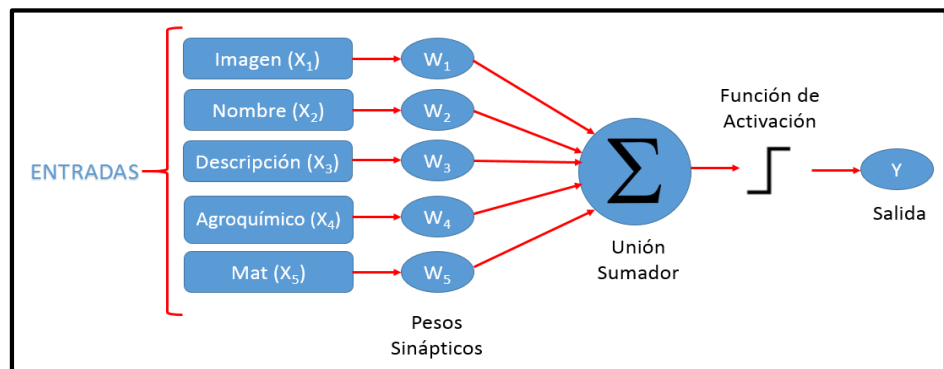 ENTRADAS
Imagen (X₁)
W₁
Nombre (X₂)
W₂
Descripción (X₃)
W₃
Agroquímico (X₄)
W₄
Mat (X₅)
W₅
Pesos
Sinápticos
Σ
Unión
Sumador
Función de
Activación
Y
Salida